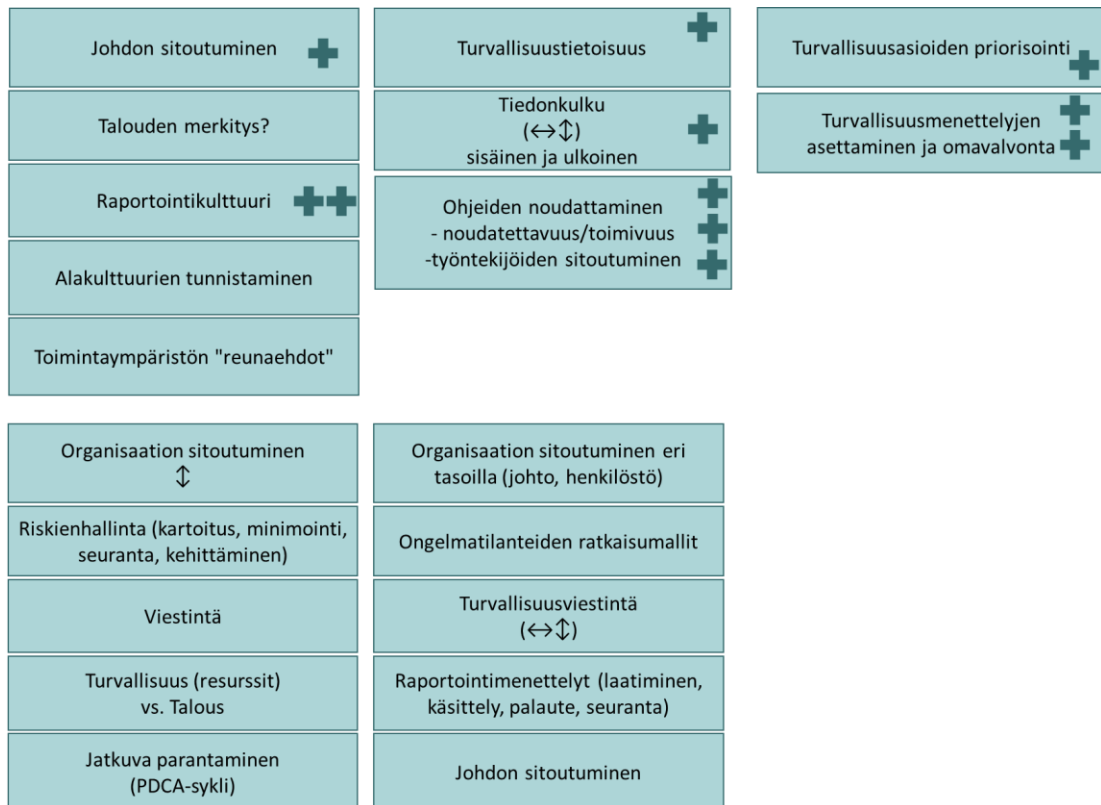 Johdon sitoutuminen
Talouden merkitys?
Raportointikulttuuri
Alakulttuurien tunnistaminen
Toimintaympäristön "reunaehdot"
Turvallisuustietoisuus
Tiedonkulku
(↔↕)
sisäinen ja ulkoinen
Ohjeiden noudattaminen
- noudatettavuus/toimivuus
-työntekijöiden sitoutuminen
Turvallisuusasioiden priorisointi
Turvallisuusmenettelyjen
asettaminen ja omavalvonta
Organisaation sitoutuminen
↕
Riskienhallinta (kartoitus, minimointi,
seuranta, kehittäminen)
Viestintä
Turvallisuus (resurssit)
vs. Talous
Jatkuva parantaminen
(PDCA-sykli)
Organisaation sitoutuminen eri
tasoilla (johto, henkilöstö)
Ongelmatilanteiden ratkaisumallit
Turvallisuusviestintä
(↔↕)
Raportointimenettelyt (laatiminen,
käsittely, palaute, seuranta)
Johdon sitoutuminen